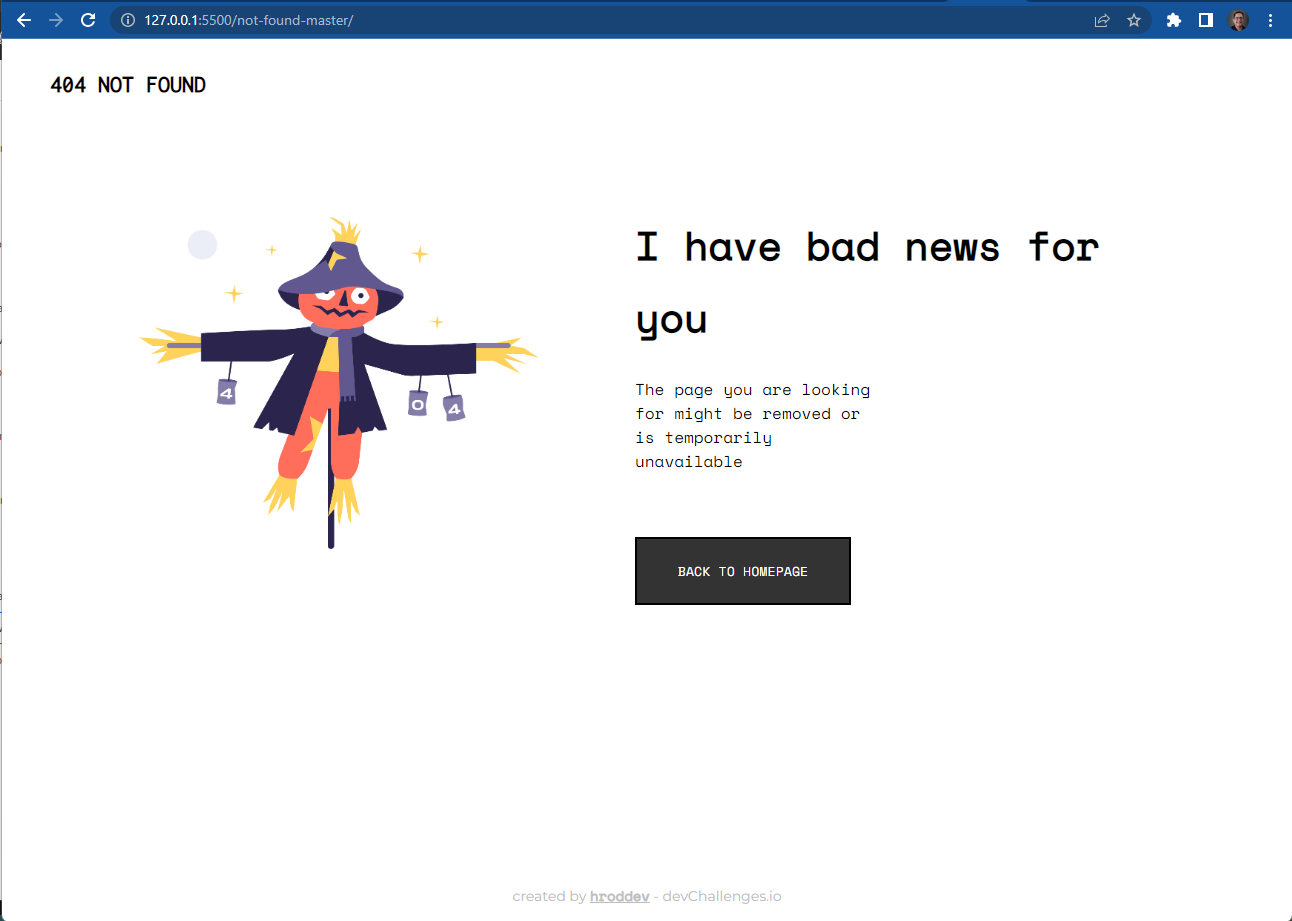 127.0.0.1:5500/not-found-master/
404 NOT FOUND
I have bad news for
you
The page you are looking
for might be removed or
is temporarily
unavailable
4
0
4
BACK TO HOMEPAGE
created by hroddev - devChallenges.io